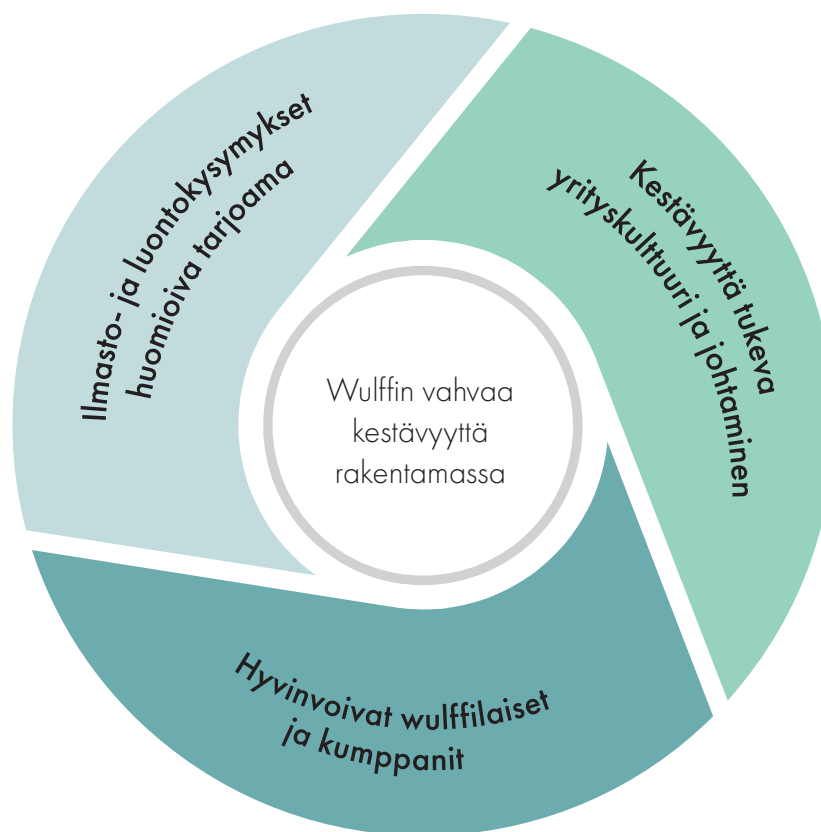 Ilmasto- ja luontokysymykset
huomioiva tarjoama
Kestävyyttä tukeva
yrityskulttuuri ja johtaminen
Wulffin vahvaa
kestävyyttä
rakentamassa
Hyvinvoivat wulffilaiset
ja kumppanit